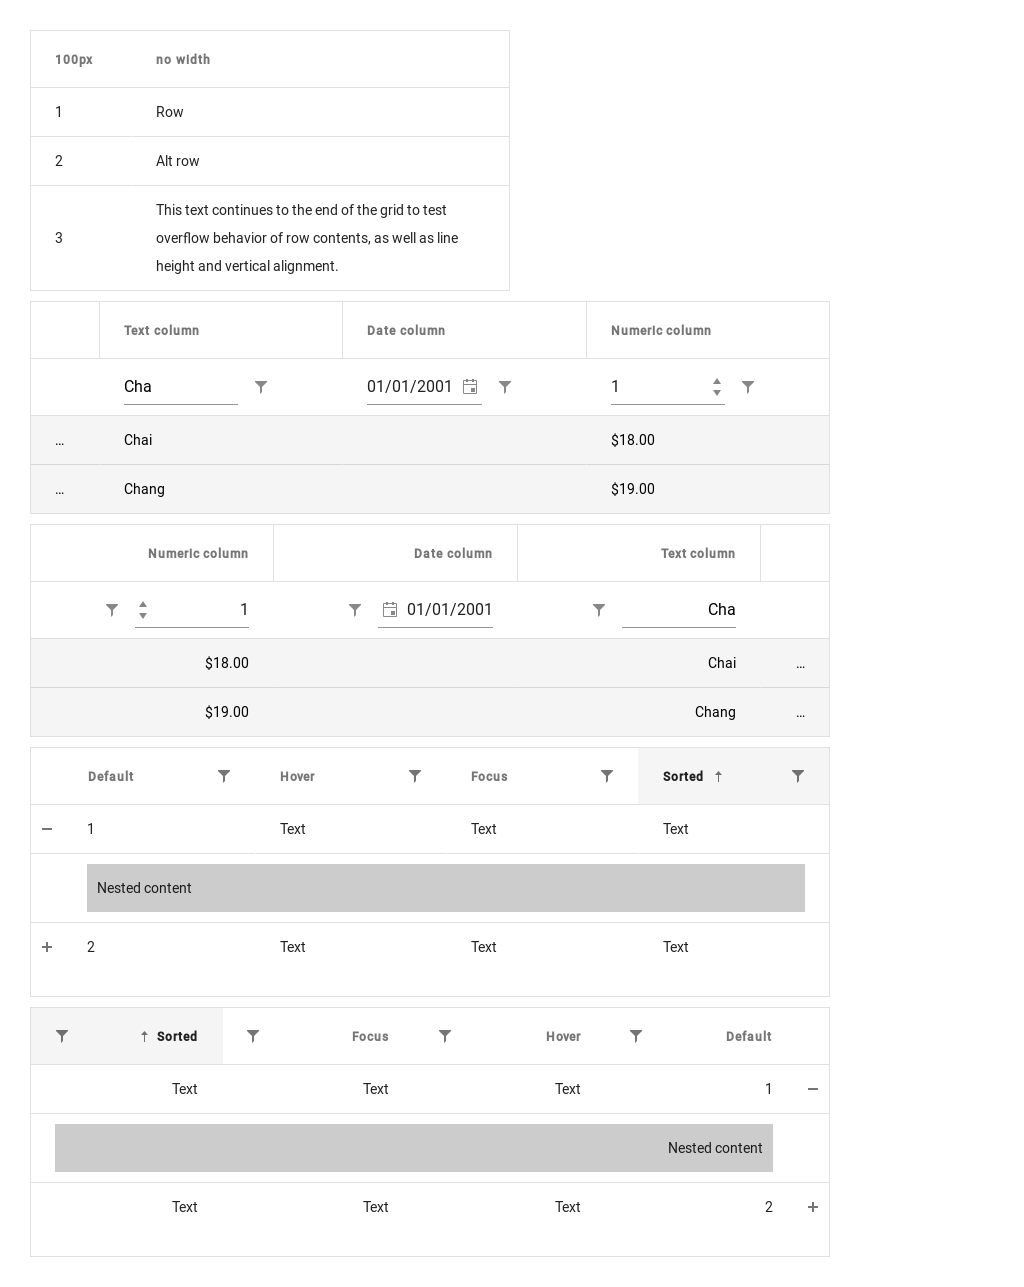 100px no width
1 Row
2 Alt row
This text continues to the end of the grid to test
3 overflow behavior of row contents, as well as line
height and vertical alignment.
Text column Date column Numeric column
Cha 01/01/2001 1
... Chai $18.00
... Chang $19.00
Numeric column Date column Text column
1 01/01/2001 Cha
$18.00 Chai ...
$19.00 Chang ...
Default Hover Focus Sorted
1 Text Text Text
Nested content
2 Text Text Text
Sorted Focus Hover Default
Text Text Text 1
Nested content
Text Text Text 2